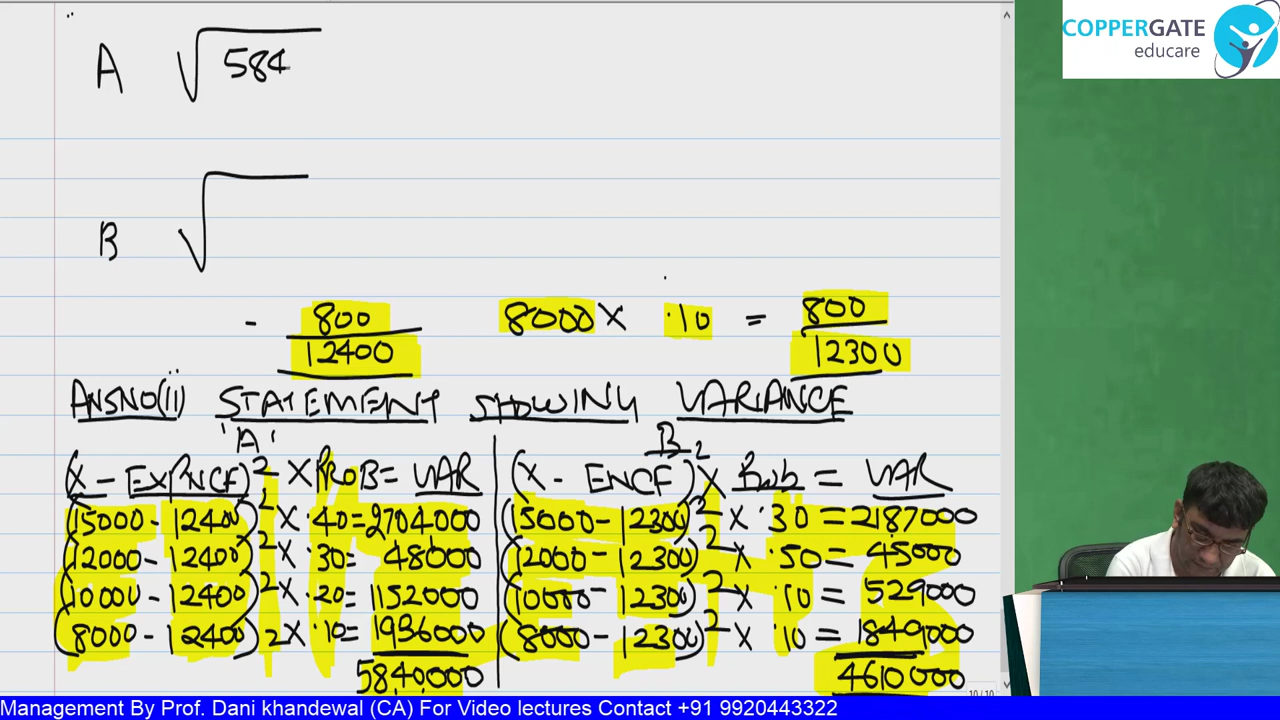 COPPERGATE
educare
A √584
B √
- 800 8000 X .10 = 800
12400 12300
ANSNO(ii) STATEMENT SHOWING VARIANCE
'A' B
(X - EXPNCF)² X PROB = VAR (X - ENCF)² X Prob = VAR
(15000 - 12400)² X .40 = 2704000 (15000 - 12300)² X .30 = 2187000
(12000 - 12400)² X .30 = 48000 (12000 - 12300)² X .50 = 45000
(10000 - 12400)² X .20 = 1152000 (10000 - 12300)² X .10 = 529000
(8000 - 12400)² X .10 = 1936000 (8000 - 12300)² X .10 = 1849000
5840000 4610000
10/10
Management By Prof. Dani khandewal (CA) For Video lectures Contact +91 9920443322